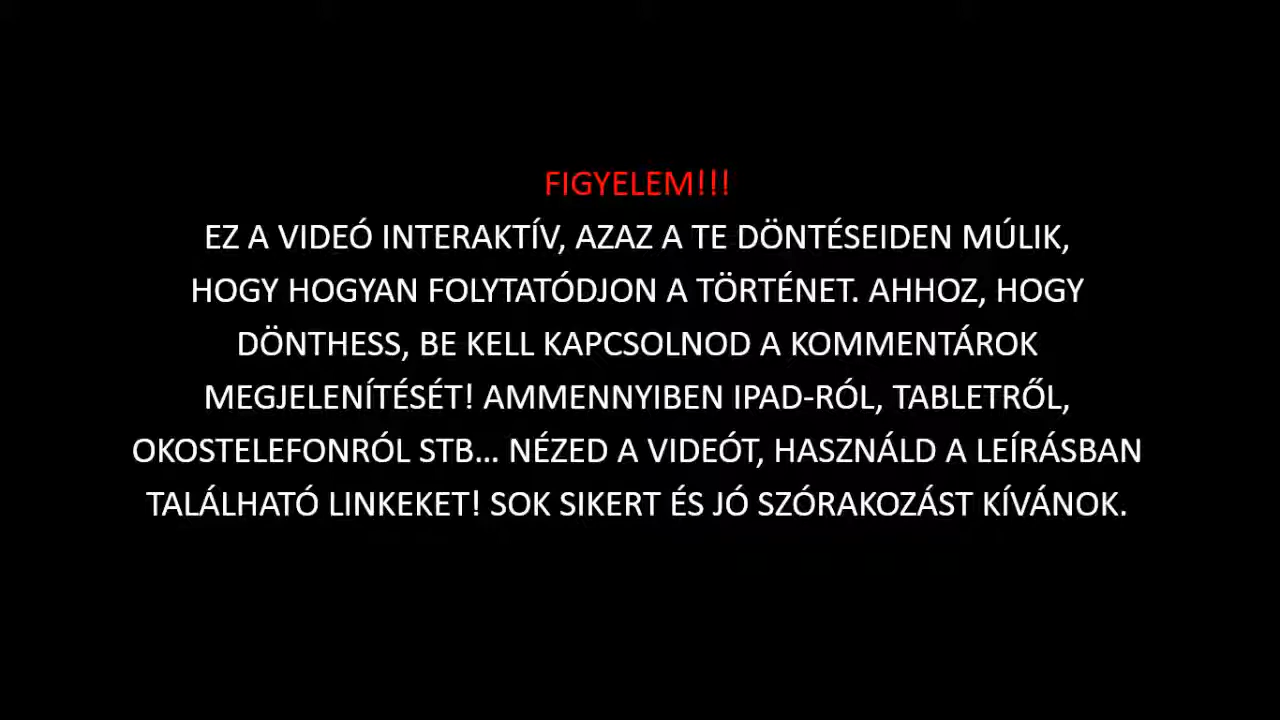 FIGYELEM!!!
EZ A VIDEÓ INTERAKTÍV, AZAZ A TE DÖNTÉSEIDEN MÚLIK,
HOGY HOGYAN FOLYTATÓDJON A TÖRTÉNET. AHHOZ, HOGY
DÖNTHESS, BE KELL KAPCSOLNOD A KOMMENTÁROK
MEGJELENÍTÉSÉT! AMMENNYIBEN IPAD-RÓL, TABLETRŐL,
OKOSTELEFONRÓL STB... NÉZED A VIDEÓT, HASZNÁLD A LEÍRÁSBAN
TALÁLHATÓ LINKEKET! SOK SIKERT ÉS JÓ SZÓRAKOZÁST KÍVÁNOK.